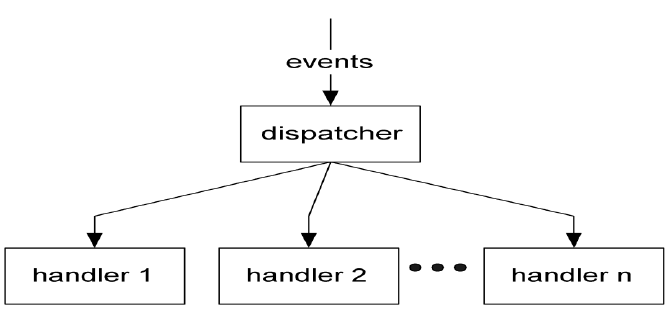 events
dispatcher
handler 1
handler 2
handler n